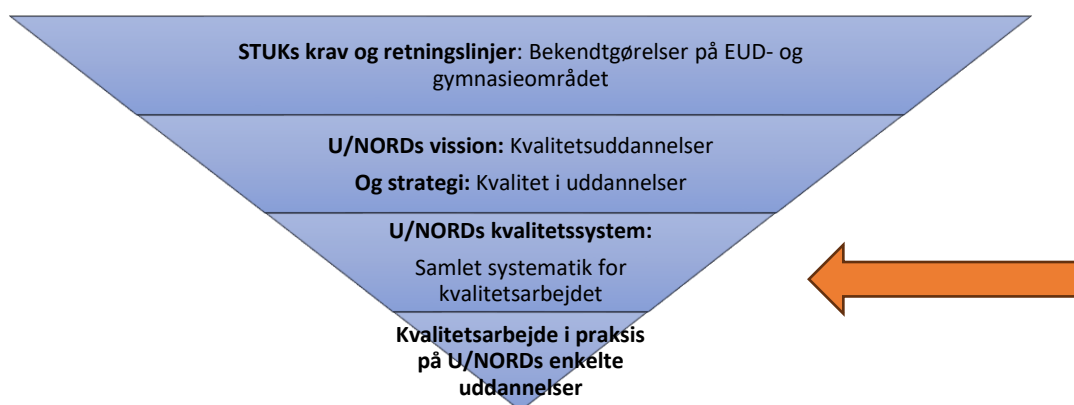 STUKs krav og retningslinjer: Bekendtgørelser på EUD- og
gymnasieområdet
U/NORDs vission: Kvalitetsuddannelser
Og strategi: Kvalitet i uddannelser
U/NORDs kvalitetssystem:
Samlet systematik for
kvalitetsarbejdet
Kvalitetsarbejde i praksis
på U/NORDs enkelte
uddannelser